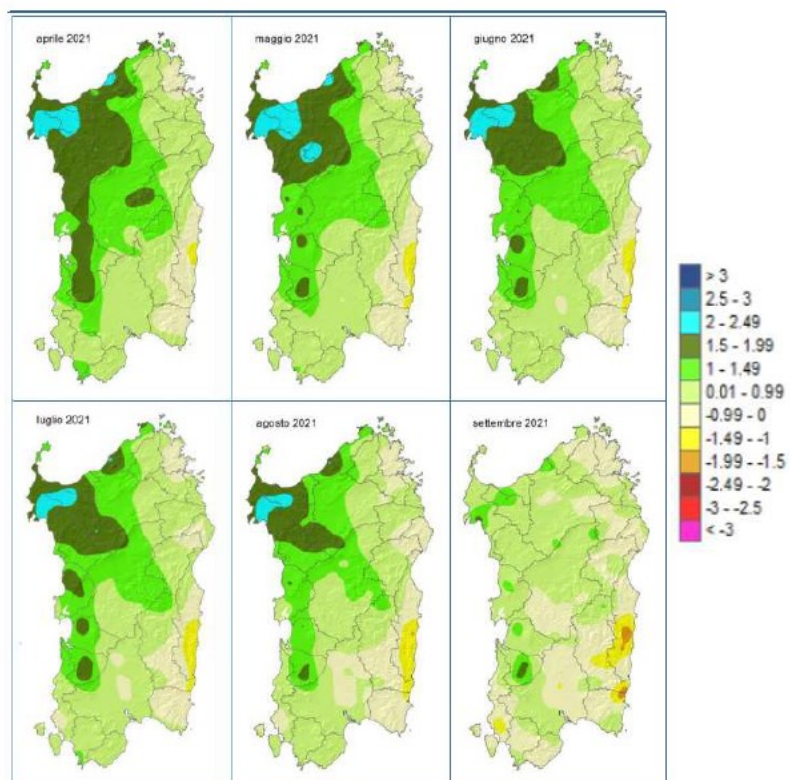 aprile 2021
maggio 2021
giugno 2021
luglio 2021
agosto 2021
settembre 2021
> 3
2.5 - 3
2 - 2.49
1.5 - 1.99
1 - 1.49
0.01 - 0.99
-0.99 - 0
-1.49 - -1
-1.99 - -1.5
-2.49 - -2
-3 - -2.5
< -3